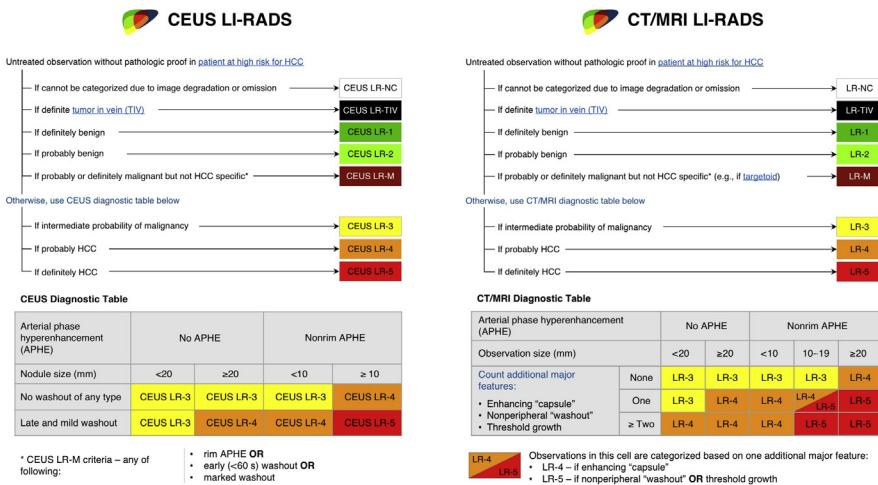 CEUS LI-RADS
Untreated observation without pathologic proof in patient at high risk for HCC
If cannot be categorized due to image degradation or omission CEUS LR-NC
If definite tumor in vein (TIV) CEUS LR-TIV
If definitely benign CEUS LR-1
If probably benign CEUS LR-2
If probably or definitely malignant but not HCC specific* CEUS LR-M
Otherwise, use CEUS diagnostic table below
If intermediate probability of malignancy CEUS LR-3
If probably HCC CEUS LR-4
If definitely HCC CEUS LR-5
CEUS Diagnostic Table
Arterial phase
hyperenhancement
(APHE)
No APHE Nonrim APHE
Nodule size (mm) <20 ≥20 <10 ≥ 10
No washout of any type CEUS LR-3 CEUS LR-3 CEUS LR-3 CEUS LR-4
Late and mild washout CEUS LR-3 CEUS LR-4 CEUS LR-4 CEUS LR-5
* CEUS LR-M criteria – any of
following:
• rim APHE OR
• early (<60 s) washout OR
• marked washout
CT/MRI LI-RADS
Untreated observation without pathologic proof in patient at high risk for HCC
If cannot be categorized due to image degradation or omission LR-NC
If definite tumor in vein (TIV) LR-TIV
If definitely benign LR-1
If probably benign LR-2
If probably or definitely malignant but not HCC specific* (e.g., if targetoid) LR-M
Otherwise, use CT/MRI diagnostic table below
If intermediate probability of malignancy LR-3
If probably HCC LR-4
If definitely HCC LR-5
CT/MRI Diagnostic Table
Arterial phase hyperenhancement
(APHE)
No APHE Nonrim APHE
Observation size (mm) <20 ≥20 <10 10-19 ≥20
Count additional major
features:
• Enhancing “capsule”
• Nonperipheral “washout”
• Threshold growth
None LR-3 LR-3 LR-3 LR-3 LR-4
One LR-3 LR-4 LR-4 LR-4 LR-5 LR-5
≥ Two LR-4 LR-4 LR-4 LR-5 LR-5
LR-4
LR-5
Observations in this cell are categorized based on one additional major feature:
• LR-4 – if enhancing “capsule”
• LR-5 – if nonperipheral “washout” OR threshold growth